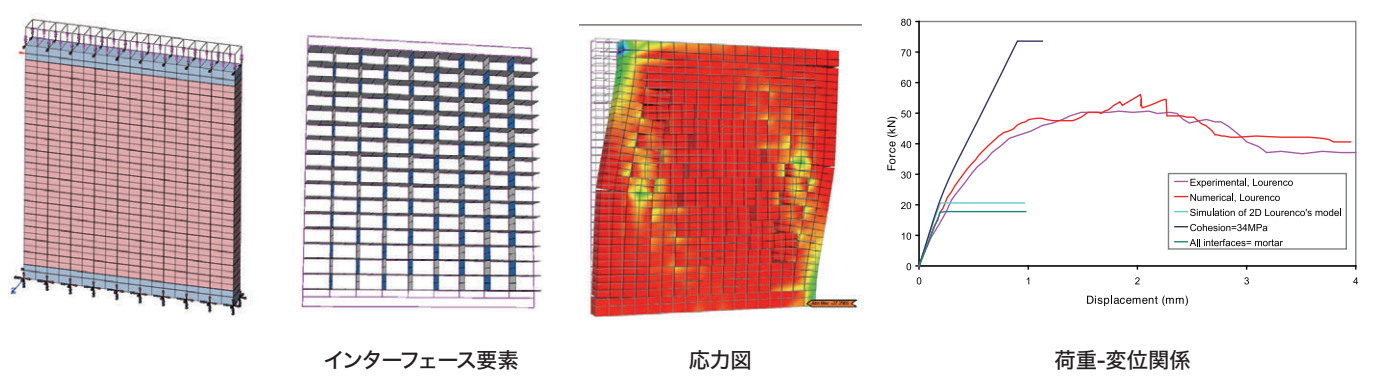 80
70
60
50
40
30
20
10
0
Force (kN)
Experimental, Lourenco
Numerical, Lourenco
Simulation of 2D Lourenco's model
Cohesion=34MPa
All interfaces= mortar
0 1 2 3 4
Displacement (mm)
インターフェース要素 応力図 荷重-変位関係